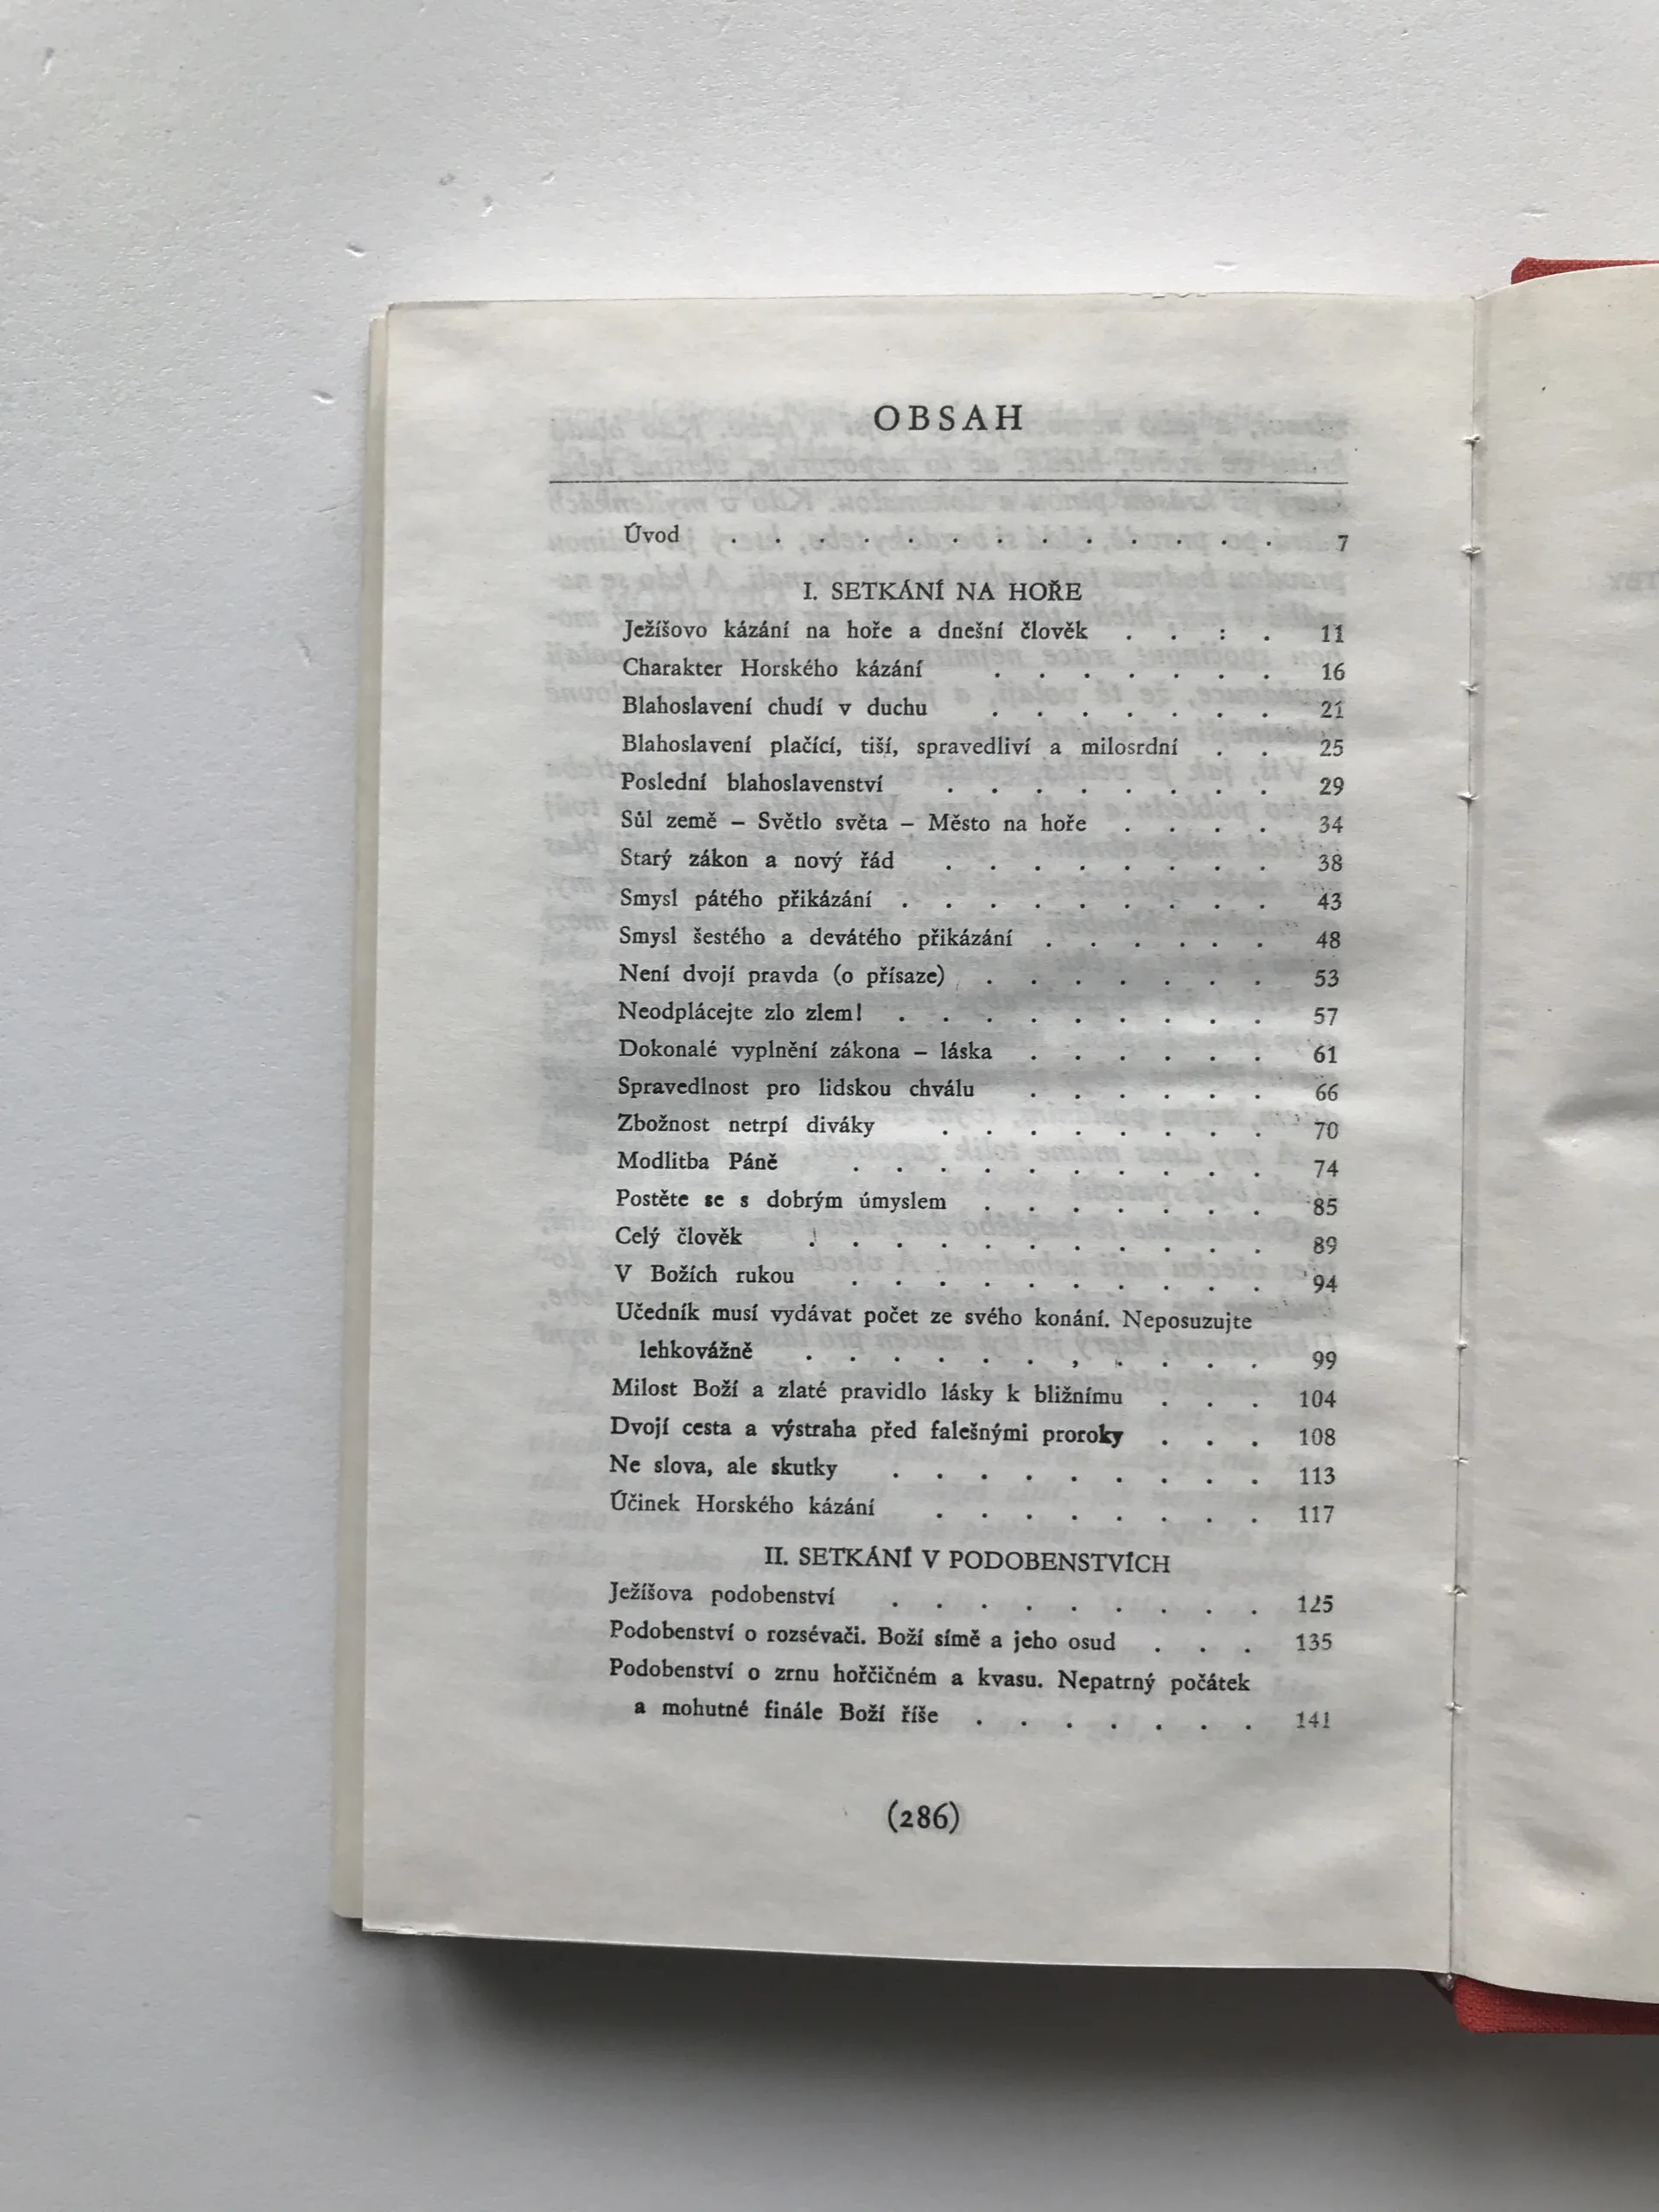 OBSAH
Úvod . . . . . . . . . . . . . 7
I. SETKÁNÍ NA HOŘE
Ježíšovo kázání na hoře a dnešní člověk . . : . 11
Charakter Horského kázání . . . . . . . 16
Blahoslavení chudí v duchu . . . . . . . 21
Blahoslavení plačící, tiší, spravedliví a milosrdní . . 25
Poslední blahoslavenství . . . . . . . . 29
Sůl země – Světlo světa – Město na hoře . . . . 34
Starý zákon a nový řád . . . . . . . . 38
Smysl pátého přikázání . . . . . . . . . 43
Smysl šestého a devátého přikázání . . . . . . 48
Není dvojí pravda (o přísaze) . . . . . . . 53
Neodplácejte zlo zlem! . . . . . . . . . 57
Dokonalé vyplnění zákona – láska . . . . . . 61
Spravedlnost pro lidskou chválu . . . . . . 66
Zbožnost netrpí diváky . . . . . . . . 70
Modlitba Páně . . . . . . . . . . 74
Postěte se s dobrým úmyslem . . . . . . . 85
Celý člověk . . . . . . . . . . . 89
V Božích rukou . . . . . . . . . . 94
Učedník musí vydávat počet ze svého konání. Neposuzujte
lehkovážně . . . . . . , . . . . 99
Milost Boží a zlaté pravidlo lásky k bližnímu . . . 104
Dvojí cesta a výstraha před falešnými proroky . . . 108
Ne slova, ale skutky . . . . . . . . . 113
Účinek Horského kázání . . . . . . . . 117
II. SETKÁNÍ V PODOBENSTVÍCH
Ježíšova podobenství . . . . . . . . . 125
Podobenství o rozsévači. Boží símě a jeho osud . . . 135
Podobenství o zrnu hořčičném a kvasu. Nepatrný počátek
a mohutné finále Boží říše . . . . . . . 141
(286)